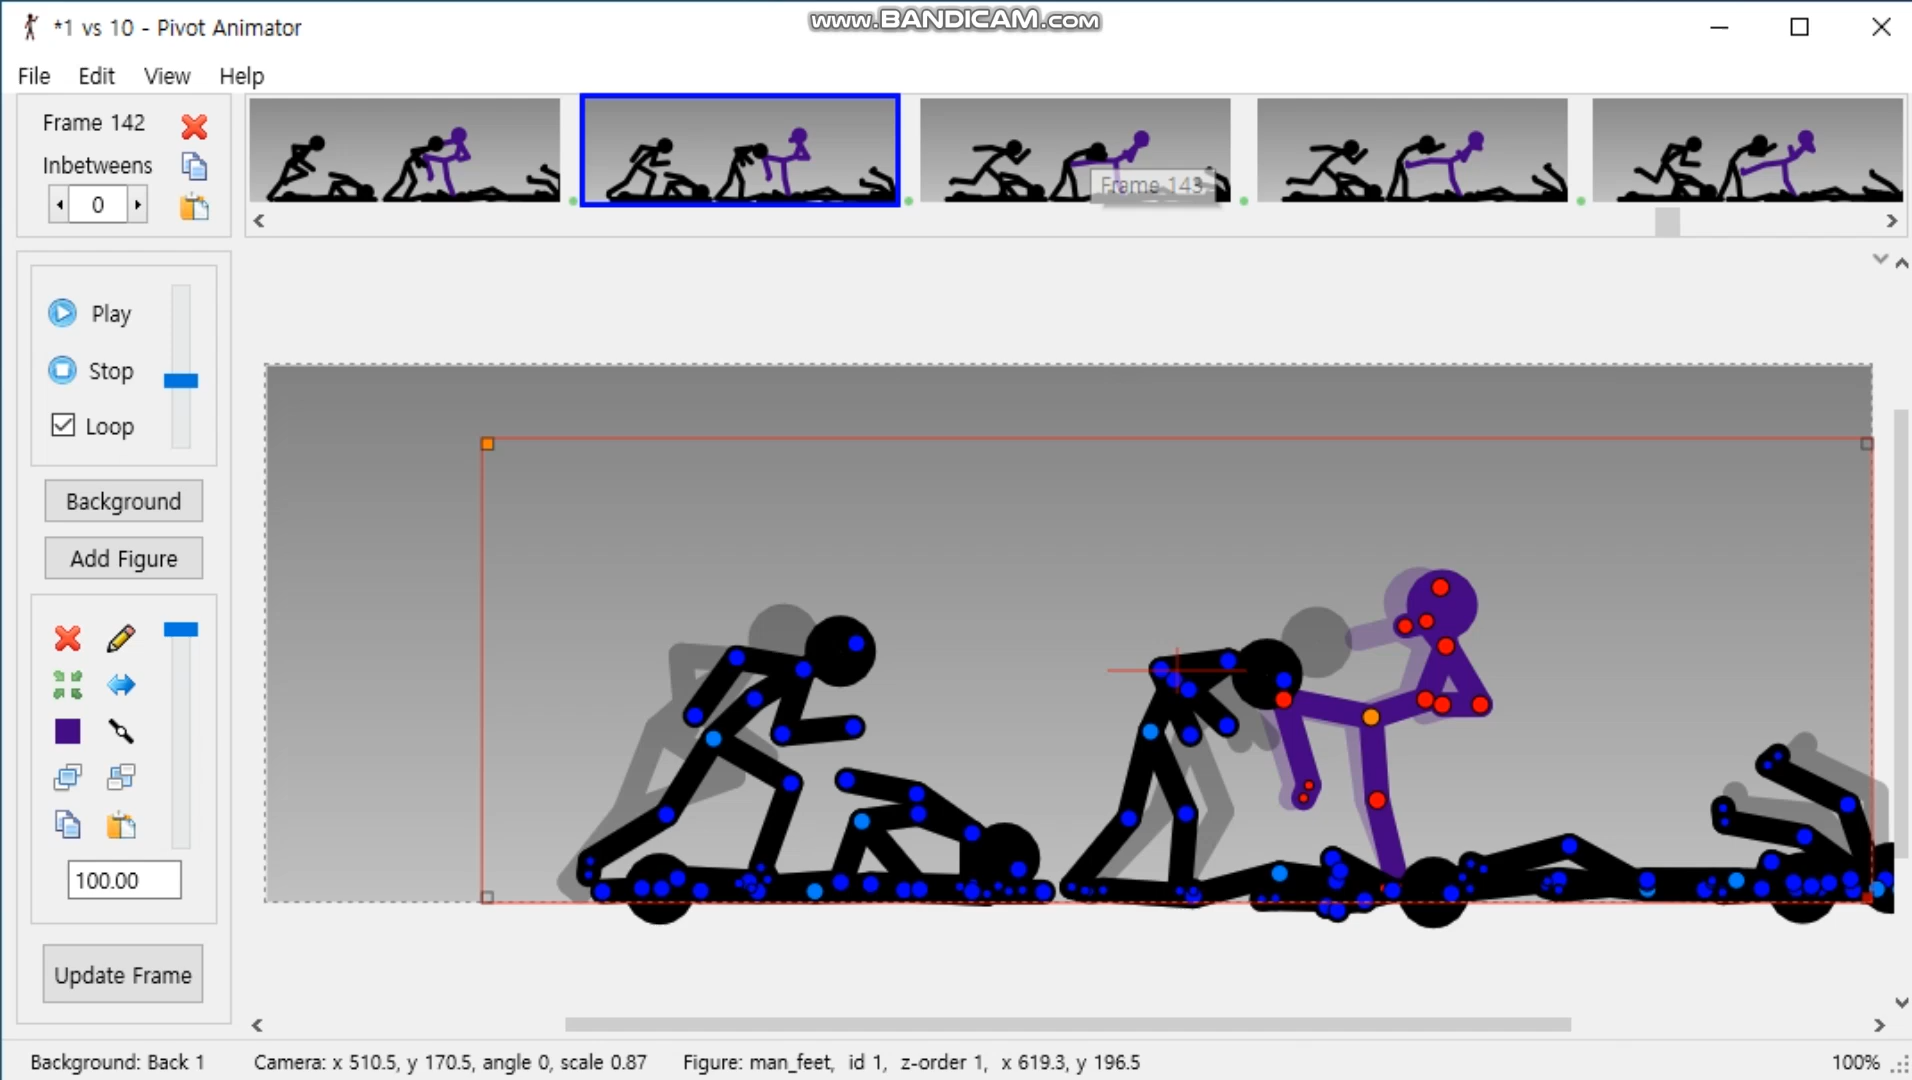 *1 vs 10 - Pivot Animator
www.BANDICAM.com
File Edit View Help
Frame 142
Inbetweens
0
Frame 143
Play
Stop
Loop
Background
Add Figure
100.00
Update Frame
Background: Back 1 Camera: x 510.5, y 170.5, angle 0, scale 0.87 Figure: man_feet, id 1, z-order 1, x 619.3, y 196.5 100%